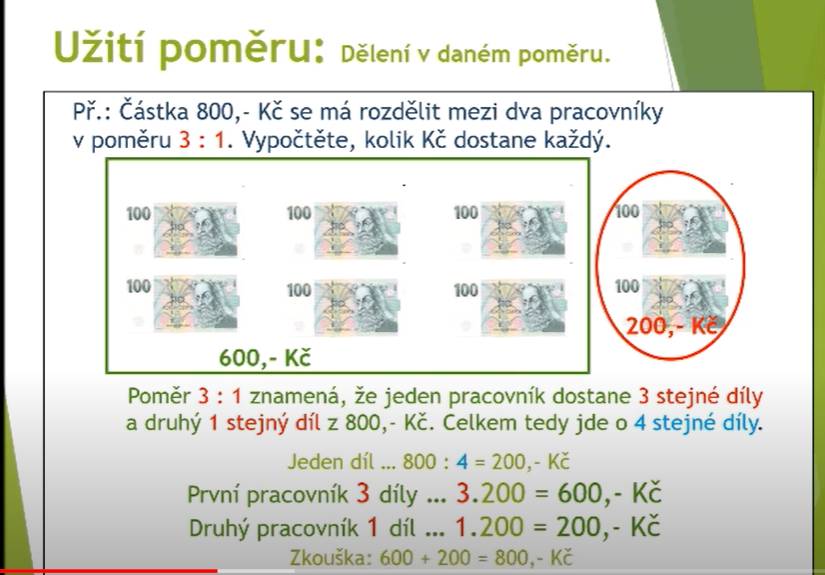 Užití poměru: Dělení v daném poměru.
Př.: Částka 800,- Kč se má rozdělit mezi dva pracovníky
v poměru 3 : 1. Vypočtěte, kolik Kč dostane každý.
100 100 100 100
100 100 100 100
200,- Kč
600,- Kč
Poměr 3 : 1 znamená, že jeden pracovník dostane 3 stejné díly
a druhý 1 stejný díl z 800,- Kč. Celkem tedy jde o 4 stejné díly.
Jeden díl … 800 : 4 = 200,- Kč
První pracovník 3 díly … 3.200 = 600,- Kč
Druhý pracovník 1 díl … 1.200 = 200,- Kč
Zkouška: 600 + 200 = 800,- Kč